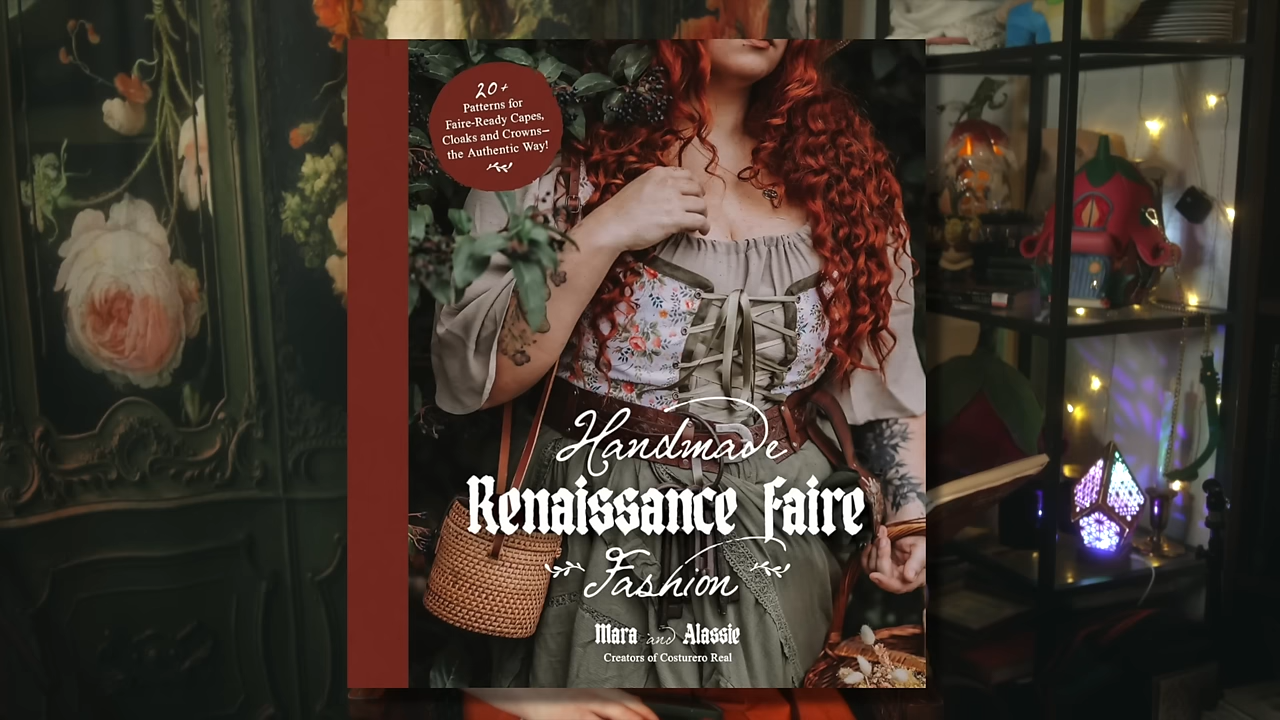 20+
Patterns for
Faire-Ready Capes,
Cloaks and Crowns—
the Authentic Way!
Handmade
Renaissance Faire
Fashion
Mara and Alassie
Creators of Costurero Real